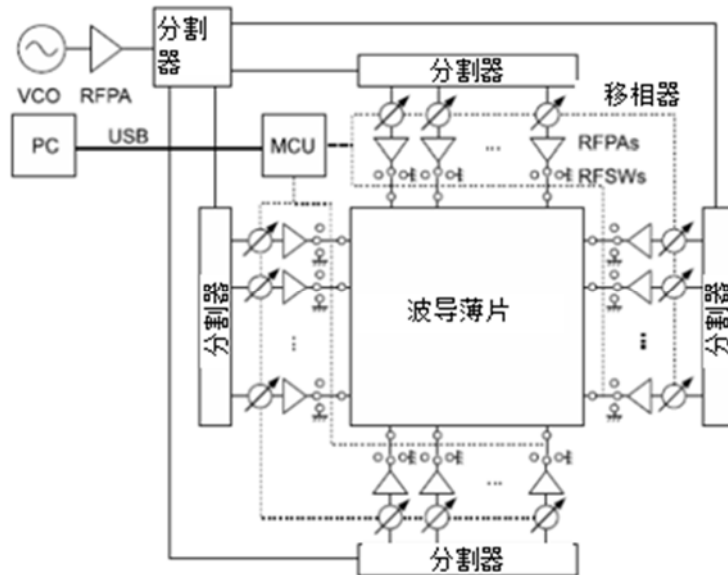 分割
器
VCO
RFPA
分割器
移相器
PC
USB
MCU
RFPAs
...
RFSWs
分割器
波导薄片
分割器
...
...
...
分割器